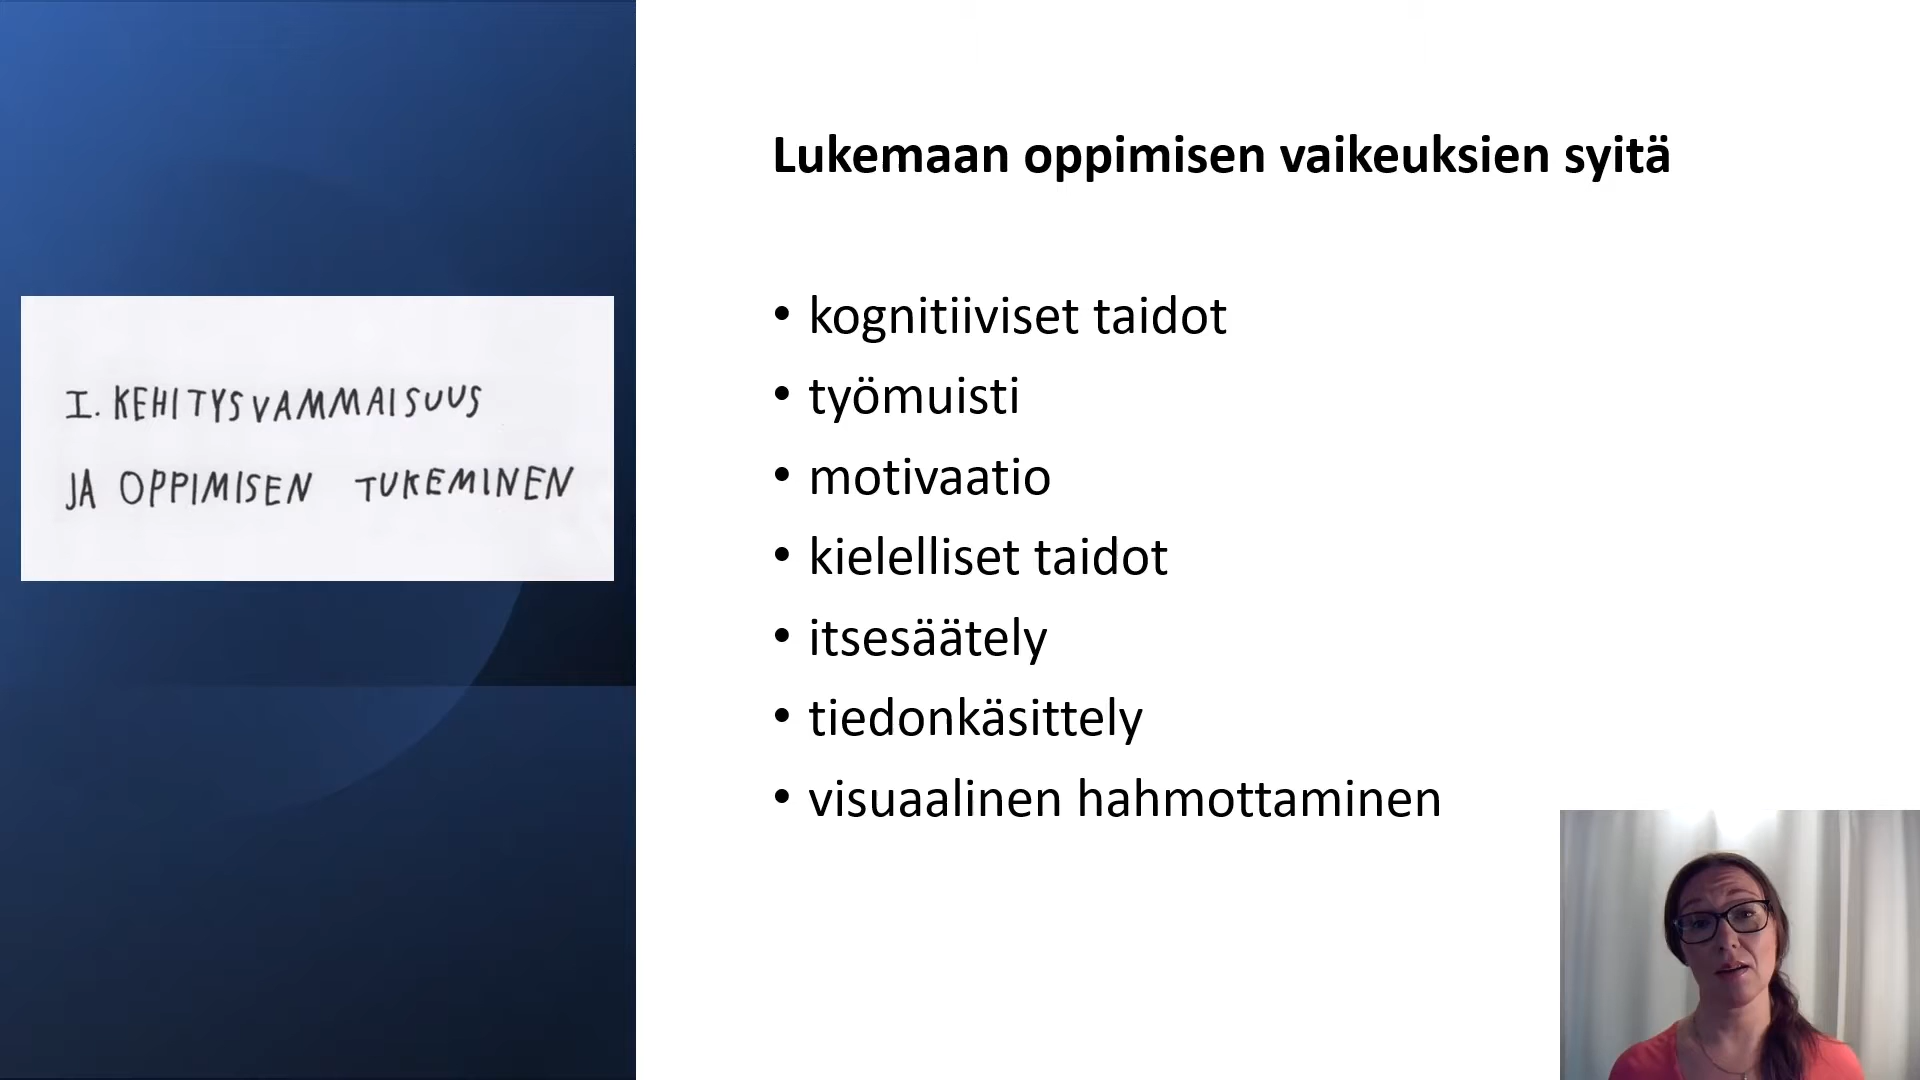 I. KEHITYSVAMMAISUUS
JA OPPIMISEN TUKEMINEN
Lukemaan oppimisen vaikeuksien syitä
• kognitiiviset taidot
• työmuisti
• motivaatio
• kielelliset taidot
• itsesäätely
• tiedonkäsittely
• visuaalinen hahmottaminen